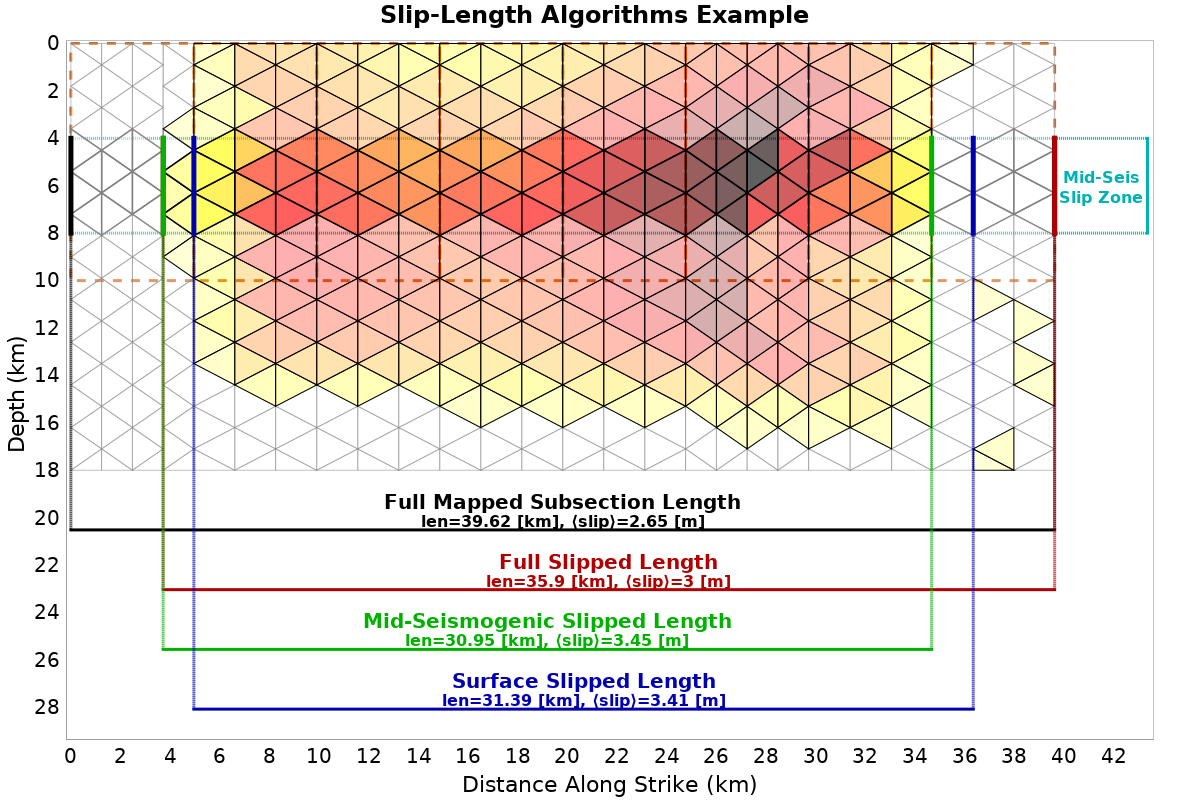 Slip-Length Algorithms Example
0
2
4
6
8
10
12
14
16
18
20
22
24
26
28
Depth (km)
Mid-Seis
Slip Zone
Full Mapped Subsection Length
len=39.62 [km], ⟨slip⟩=2.65 [m]
Full Slipped Length
len=35.9 [km], ⟨slip⟩=3 [m]
Mid-Seismogenic Slipped Length
len=30.95 [km], ⟨slip⟩=3.45 [m]
Surface Slipped Length
len=31.39 [km], ⟨slip⟩=3.41 [m]
0 2 4 6 8 10 12 14 16 18 20 22 24 26 28 30 32 34 36 38 40 42
Distance Along Strike (km)